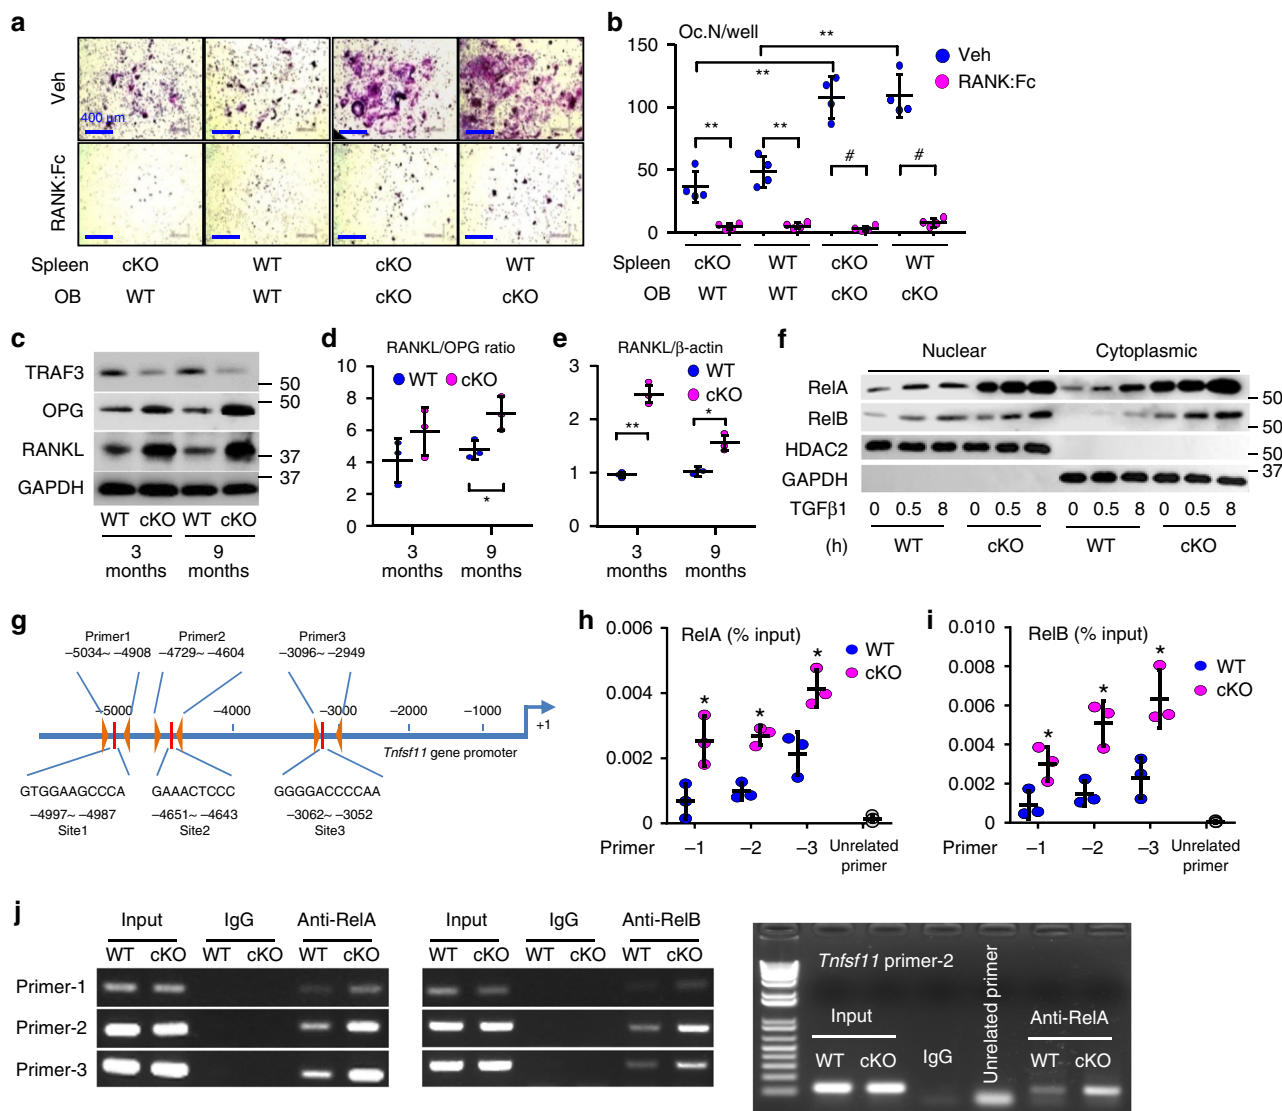 a
Veh
400 µm
RANK:Fc
Spleen cKO WT cKO WT
OB WT WT cKO cKO
b
Oc.N/well
150
100
50
0
** ** ** ** # #
Veh
RANK:Fc
Spleen cKO WT cKO WT
OB WT WT cKO cKO
c
TRAF3
50
OPG
50
RANKL
37
GAPDH
37
WT cKO WT cKO
3 months
9 months
d
RANKL/OPG ratio
WT cKO
10
8
6
4
2
0
*
3 months
9 months
e
RANKL/β-actin
WT
cKO
3
2
1
0
**
*
3 months
9 months
f
Nuclear Cytoplasmic
RelA
50
RelB
50
HDAC2
50
GAPDH
37
TGFβ1 0 0.5 8 0 0.5 8 0 0.5 8 0 0.5 8
(h) WT cKO WT cKO
g
Primer1 Primer2 Primer3
−5034~ −4908 −4729~ −4604 −3096~ −2949
−5000 −4000 −3000 −2000 −1000 +1
Tnfsf11 gene promoter
GTGGAAGCCCA GAAACTCCC GGGGACCCCAA
−4997~ −4987 −4651~ −4643 −3062~ −3052
Site1 Site2 Site3
h
RelA (% input)
WT
cKO
0.006
0.004
0.002
0
* * *
Primer −1 −2 −3 Unrelated primer
i
RelB (% input)
WT
cKO
0.010
0.008
0.006
0.004
0.002
0
* * *
Primer −1 −2 −3 Unrelated primer
j
Input IgG Anti-RelA
WT cKO WT cKO WT cKO
Primer-1
Primer-2
Primer-3
Input IgG Anti-RelB
WT cKO WT cKO WT cKO
Tnfsf11 primer-2
Input
WT cKO
IgG
Unrelated primer
Anti-RelA
WT cKO